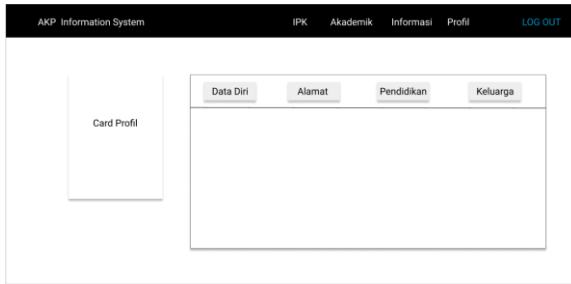 AKP Information System IPK Akademik Informasi Profil LOG OUT
Data Diri Alamat Pendidikan Keluarga
Card Profil